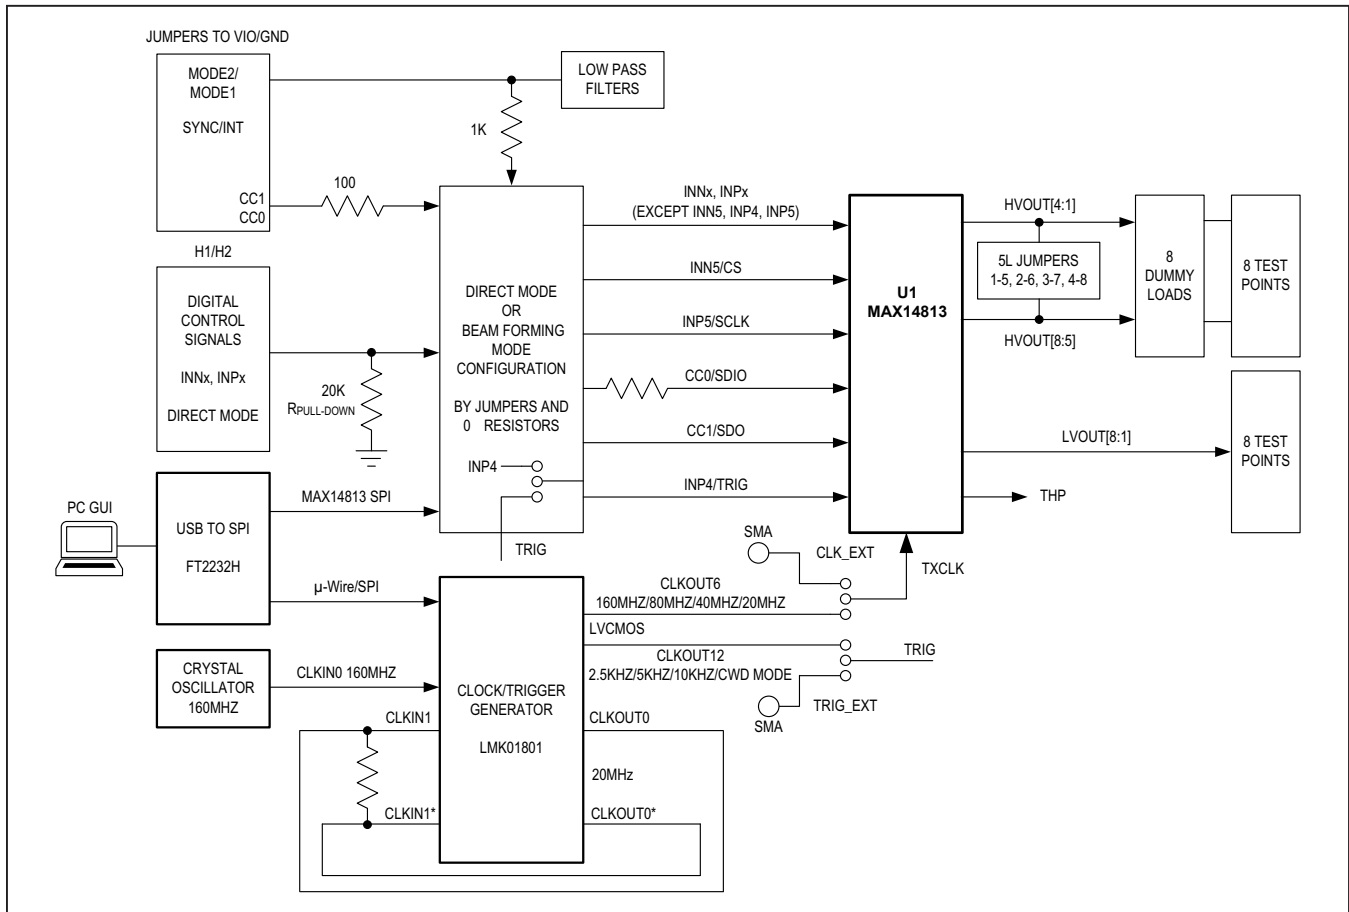 JUMPERS TO VIO/GND
MODE2/
MODE1
SYNC/INT
CC1
CC0
100
1K
LOW PASS
FILTERS
H1/H2
DIGITAL
CONTROL
SIGNALS
INNx, INPx
DIRECT MODE
20K
RPULL-DOWN
DIRECT MODE
OR
BEAM FORMING
MODE
CONFIGURATION
BY JUMPERS AND
0 RESISTORS
INP4
TRIG
INNx, INPx
(EXCEPT INN5, INP4, INP5)
INN5/CS
INP5/SCLK
CC0/SDIO
CC1/SDO
INP4/TRIG
U1
MAX14813
HVOUT[4:1]
5L JUMPERS
1-5, 2-6, 3-7, 4-8
HVOUT[8:5]
8
DUMMY
LOADS
8 TEST
POINTS
LVOUT[8:1]
8 TEST
POINTS
THP
PC GUI
USB TO SPI
FT2232H
MAX14813 SPI
µ-Wire/SPI
CRYSTAL
OSCILLATOR
160MHZ
CLKIN0 160MHZ
CLKIN1
CLKIN1*
CLOCK/TRIGGER
GENERATOR
LMK01801
CLKOUT0
20MHz
CLKOUT0*
SMA
CLK_EXT
TXCLK
CLKOUT6
160MHZ/80MHZ/40MHZ/20MHZ
LVCMOS
CLKOUT12
2.5KHZ/5KHZ/10KHZ/CWD MODE
TRIG
TRIG_EXT
SMA